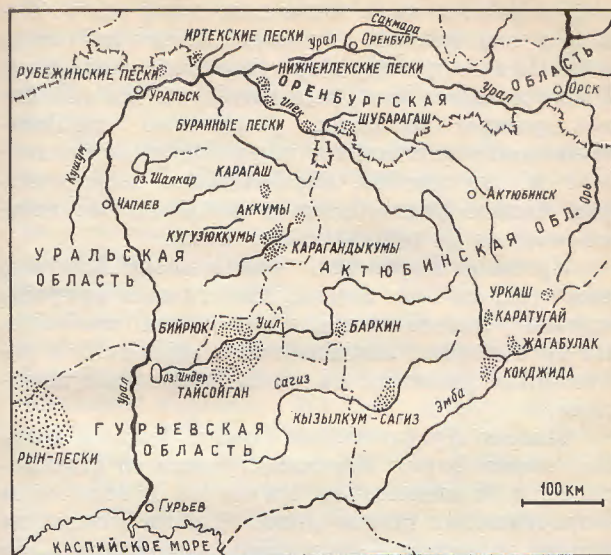 Сакмара
ИРТЕКСКИЕ ПЕСКИ
Урал
ОРЕНБУРГ
РУБЕЖИНСКИЕ ПЕСКИ
НИЖНЕИЛЕКСКИЕ ПЕСКИ
ОБЛАСТЬ
ОРЕНБУРГСКАЯ
Урал
ОРСК
УРАЛЬСК
Илек
БУРАННЫЕ ПЕСКИ
ШУБАРАГАШ
II
Кушум
оз. Шалкар
КАРАГАШ
АКТЮБИНСК
Орь
ЧАПАЕВ
АККУМЫ
КУГУЗЮККУМЫ
УРАЛЬСКАЯ
ОБЛАСТЬ
КАРАГАНДЫКУМЫ
АКТЮБИНСКАЯ ОБЛ.
УРКАШ
КАРАТУГАЙ
БИЙРЮК
Уил
БАРКИН
ЖАГАБУЛАК
оз. Индер
ТАЙСОЙГАН
КОКДЖИДА
Урал
Сагиз
Эмба
КЫЗЫЛКУМ-САГИЗ
ГУРЬЕВСКАЯ
ОБЛАСТЬ
РЫН-ПЕСКИ
100 КМ
ГУРЬЕВ
КАСПИЙСКОЕ МОРЕ